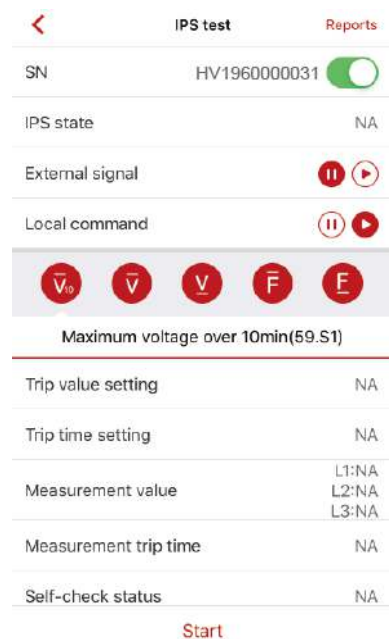 IPS test
Reports
SN
HV1960000031
IPS state
NA
External signal
Local command
V10
V
V
F
F
Maximum voltage over 10min(59.S1)
Trip value setting
NA
Trip time setting
NA
Measurement value
L1:NA
L2:NA
L3:NA
Measurement trip time
NA
Self-check status
NA
Start